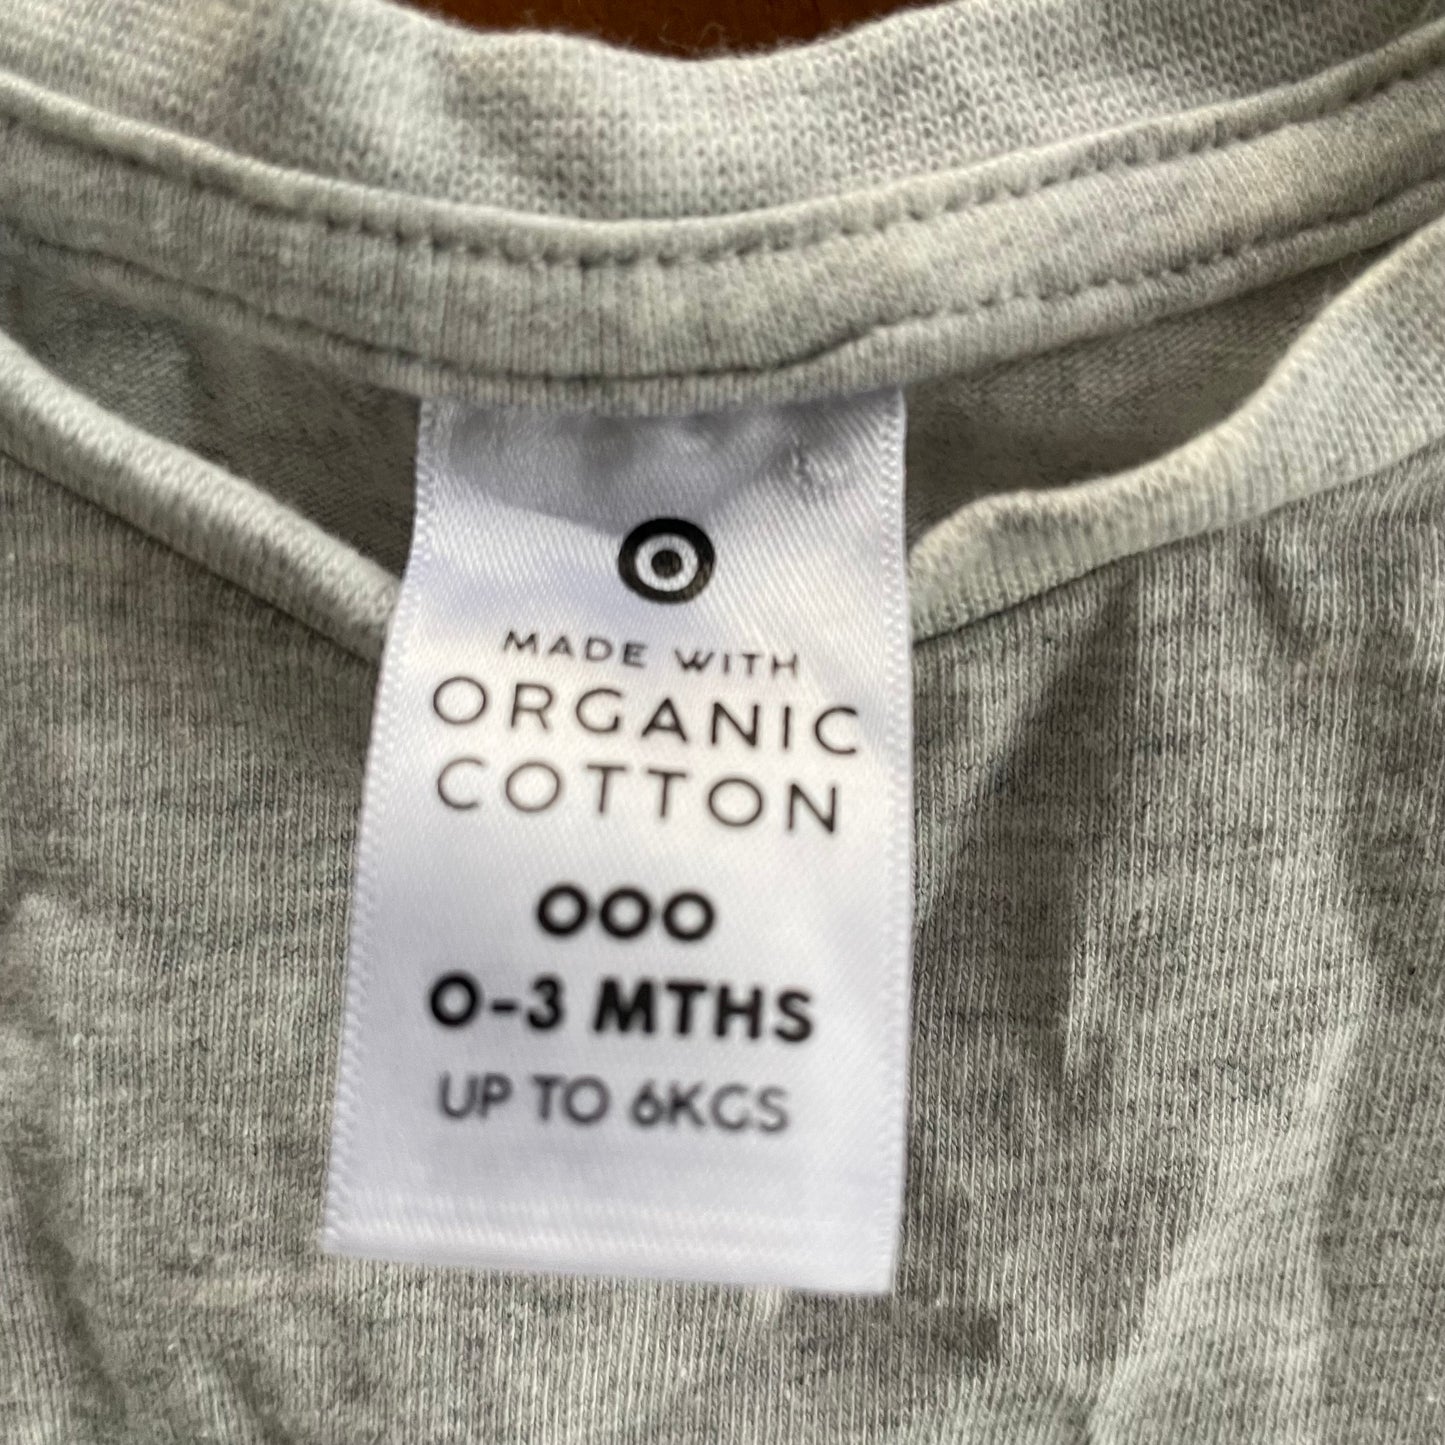 MADE WITH
ORGANIC
COTTON
000
0-3 MTHS
UP TO 6KGS